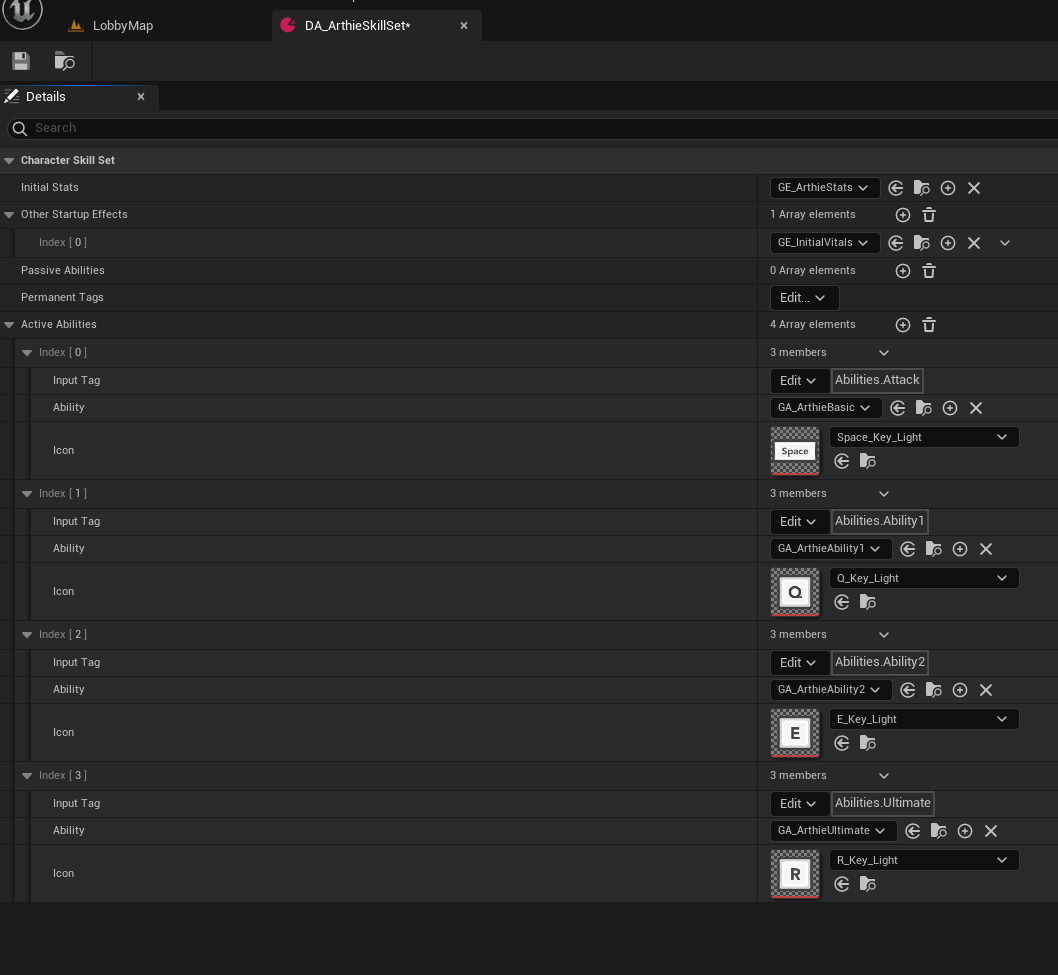 LobbyMap
DA_ArthieSkillSet*
Details
Search
Character Skill Set
Initial Stats GE_ArthieStats
Other Startup Effects 1 Array elements
Index [ 0 ] GE_InitialVitals
Passive Abilities 0 Array elements
Permanent Tags Edit...
Active Abilities 4 Array elements
Index [ 0 ] 3 members
Input Tag Edit Abilities.Attack
Ability GA_ArthieBasic
Icon Space Space_Key_Light
Index [ 1 ] 3 members
Input Tag Edit Abilities.Ability1
Ability GA_ArthieAbility1
Icon Q Q_Key_Light
Index [ 2 ] 3 members
Input Tag Edit Abilities.Ability2
Ability GA_ArthieAbility2
Icon E E_Key_Light
Index [ 3 ] 3 members
Input Tag Edit Abilities.Ultimate
Ability GA_ArthieUltimate
Icon R R_Key_Light